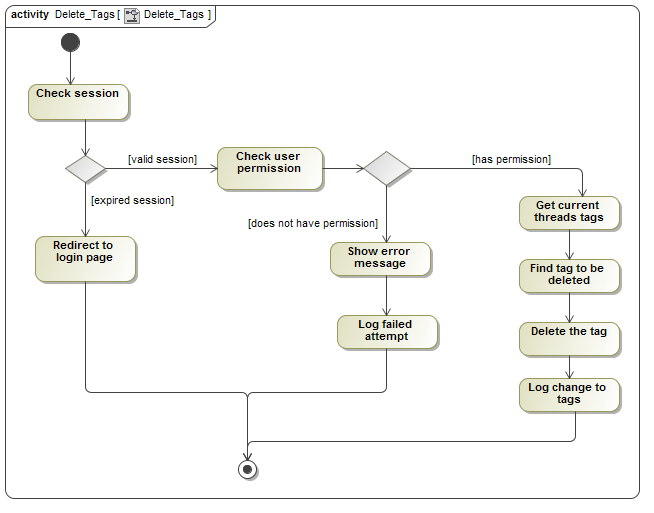 activity Delete_Tags [ Delete_Tags ]
Check session
[valid session]
Check user
permission
[has permission]
[expired session]
Get current
threads tags
[does not have permission]
Redirect to
login page
Show error
message
Find tag to be
deleted
Log failed
attempt
Delete the tag
Log change to
tags